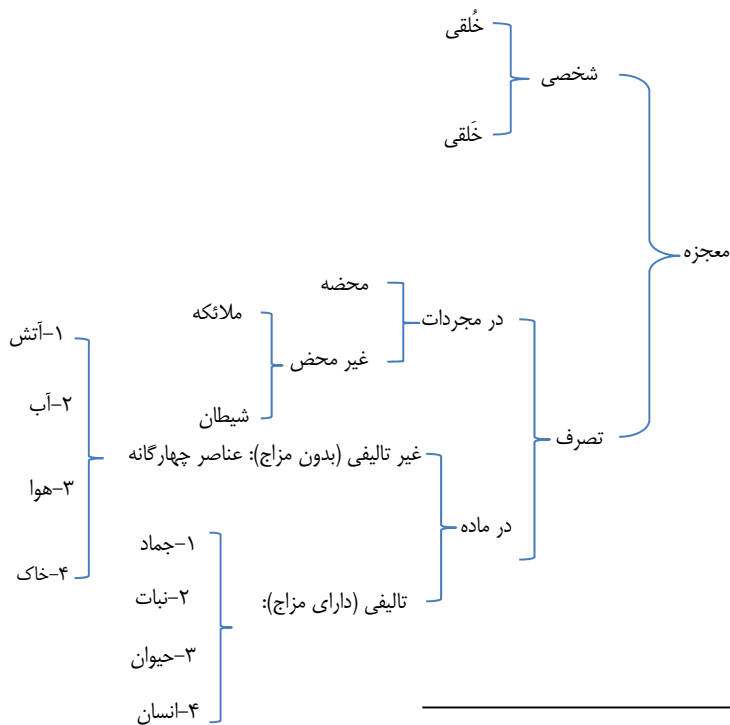 معجزه
شخصی
خُلقی
خَلقی
تصرف
در مجردات
محضه
غیر محض
ملائکه
شیطان
در ماده
غیر تالیفی (بدون مزاج): عناصر چهارگانه
۱-آتش
۲-آب
۳-هوا
۴-خاک
تالیفی (دارای مزاج):
۱-جماد
۲-نبات
۳-حیوان
۴-انسان